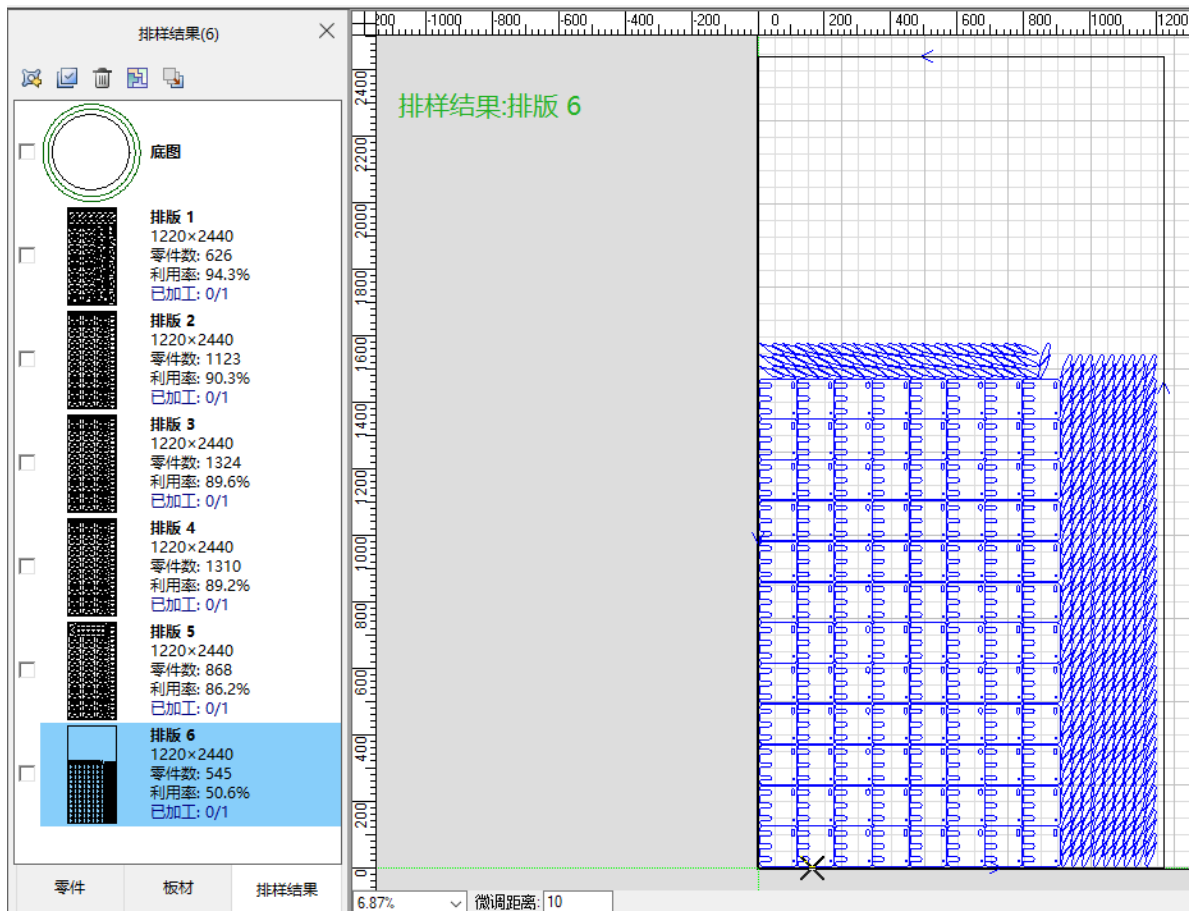 排样结果(6)
底图
排版 1
1220×2440
零件数: 626
利用率: 94.3%
已加工: 0/1
排版 2
1220×2440
零件数: 1123
利用率: 90.3%
已加工: 0/1
排版 3
1220×2440
零件数: 1324
利用率: 89.6%
已加工: 0/1
排版 4
1220×2440
零件数: 1310
利用率: 89.2%
已加工: 0/1
排版 5
1220×2440
零件数: 868
利用率: 86.2%
已加工: 0/1
排版 6
1220×2440
零件数: 545
利用率: 50.6%
已加工: 0/1
零件 板材 排样结果
200 -1000 -800 -600 -400 -200 0 200 400 600 800 1000 1200
排样结果:排版 6
2400
2200
2000
1800
1600
1400
1200
1000
800
600
400
200
0
6.87% 微调距离: 10